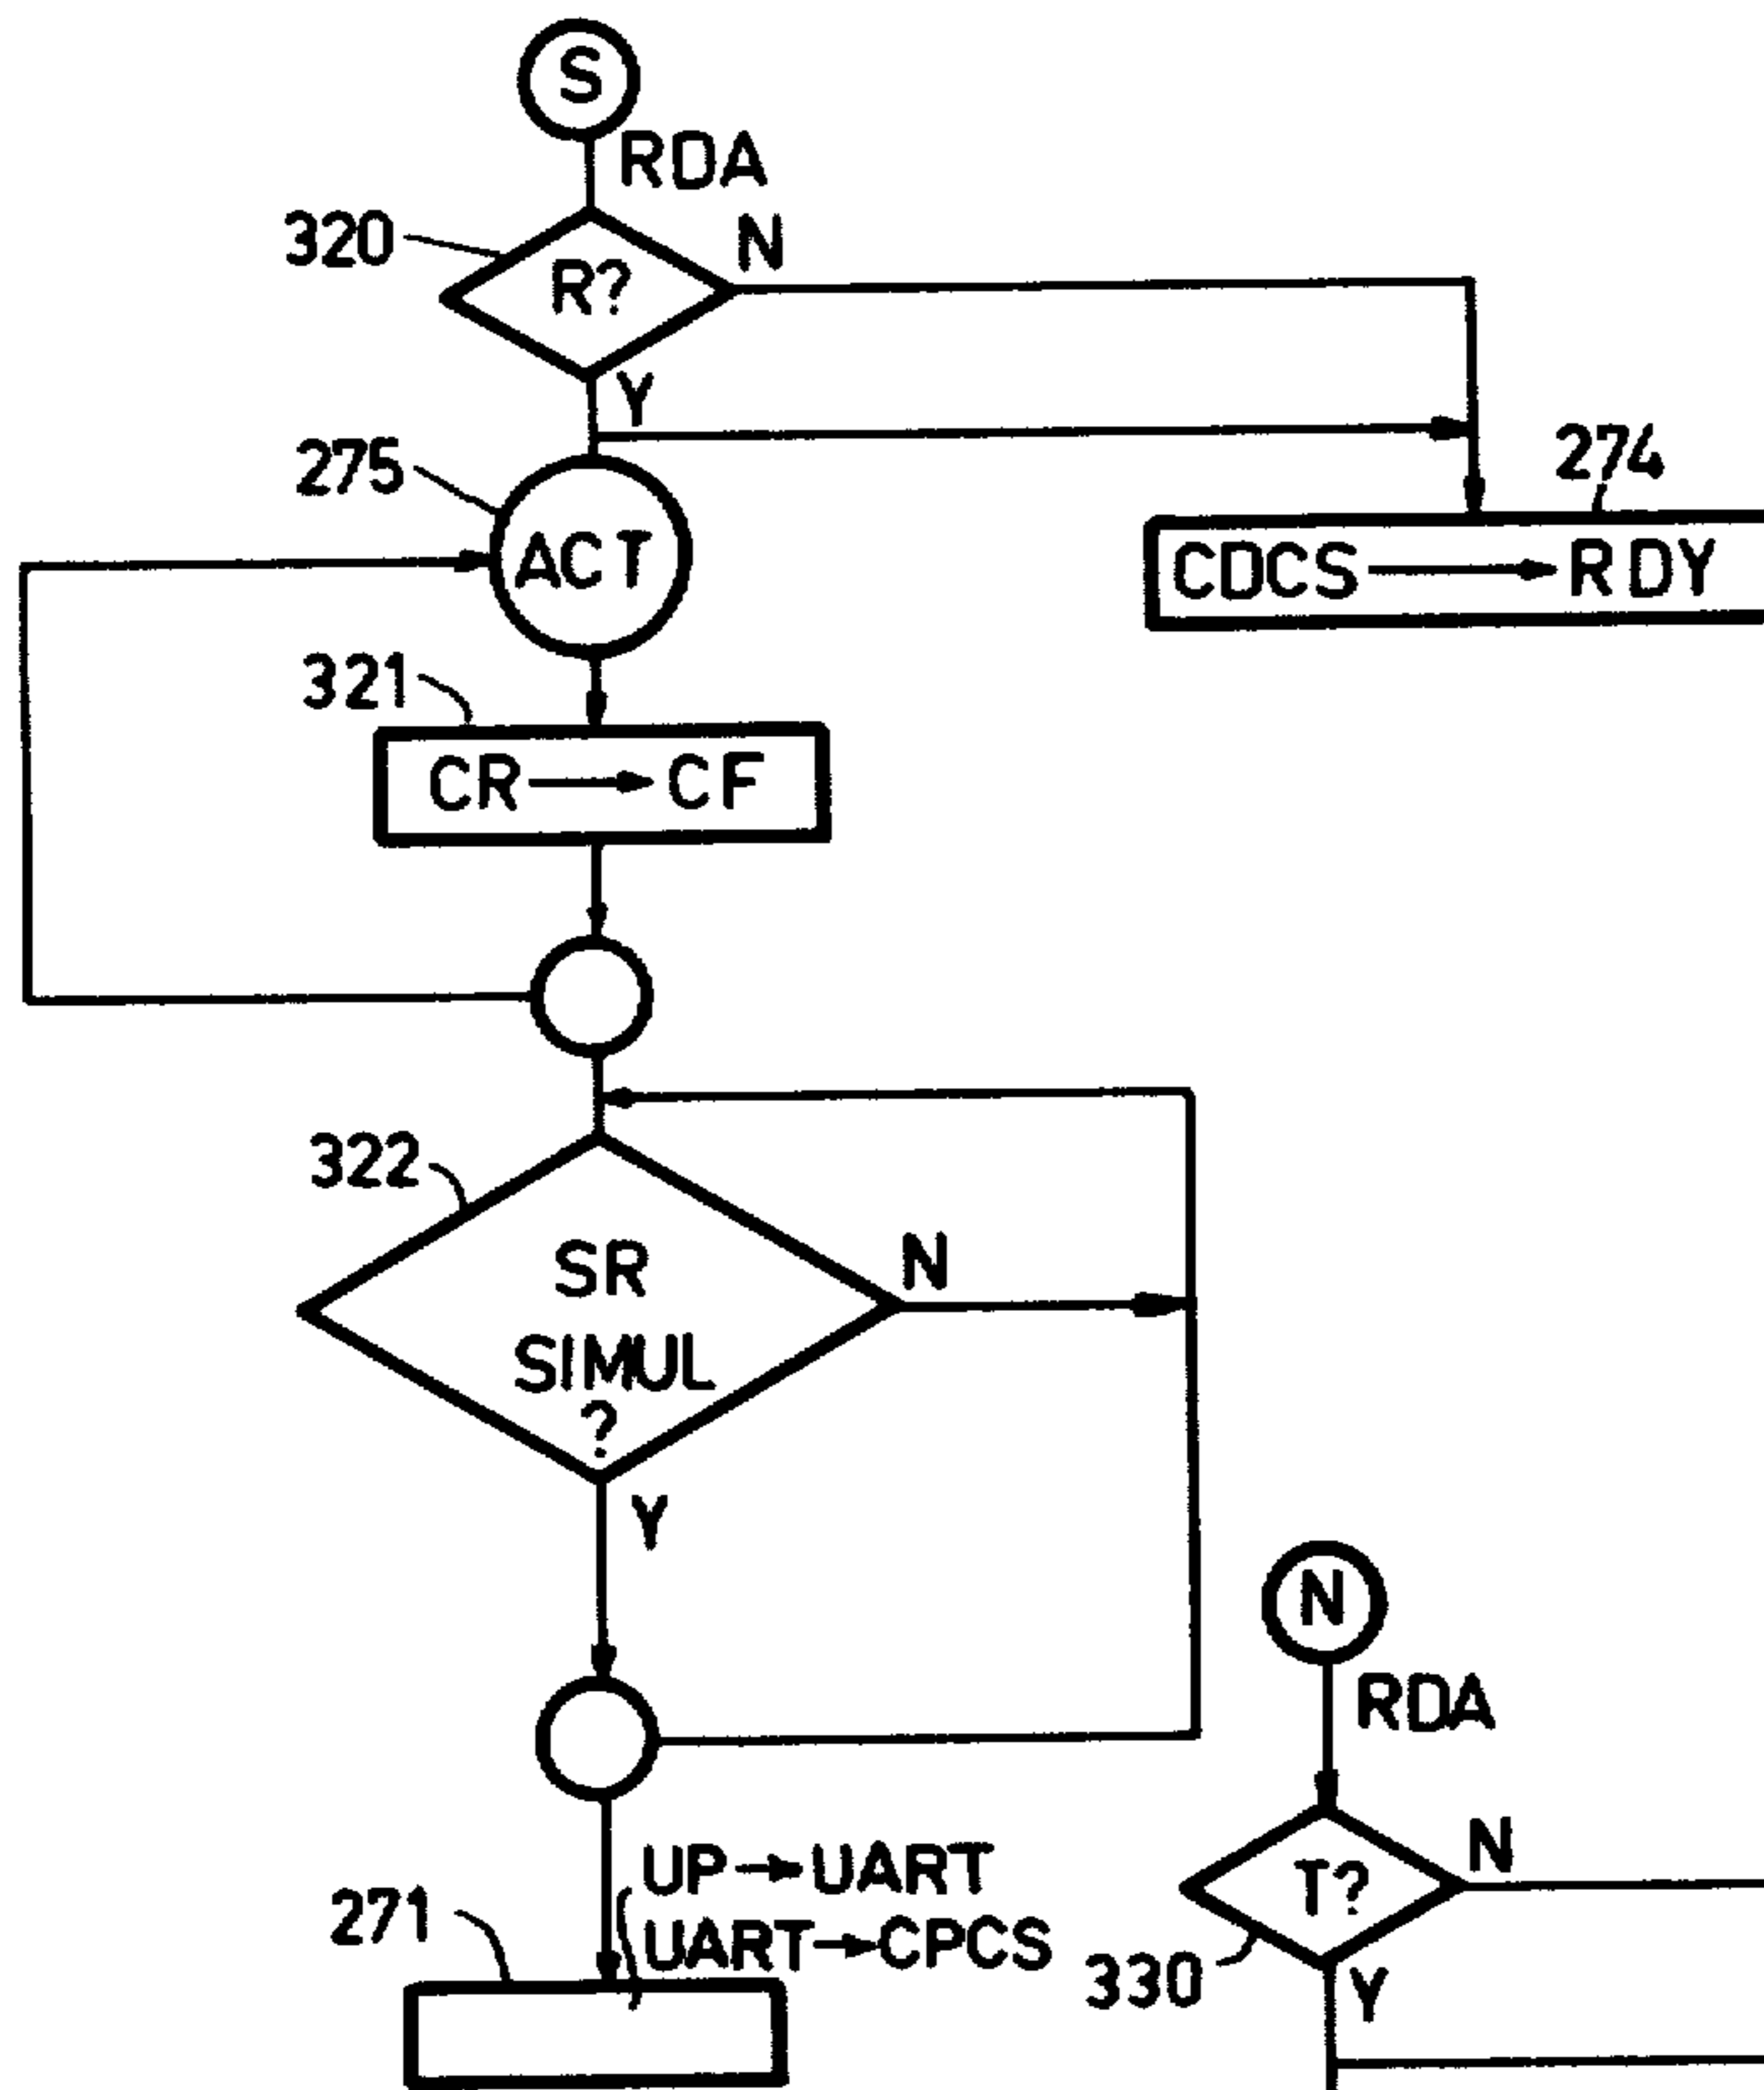 S
RDA
320
R?
N
Y
275
274
ACT
CDCS → RDY
321
CR → CF
322
SR
SIMUL
?
N
Y
N
RDA
UP → UART
UART → CPCS
271
T?
N
330
Y